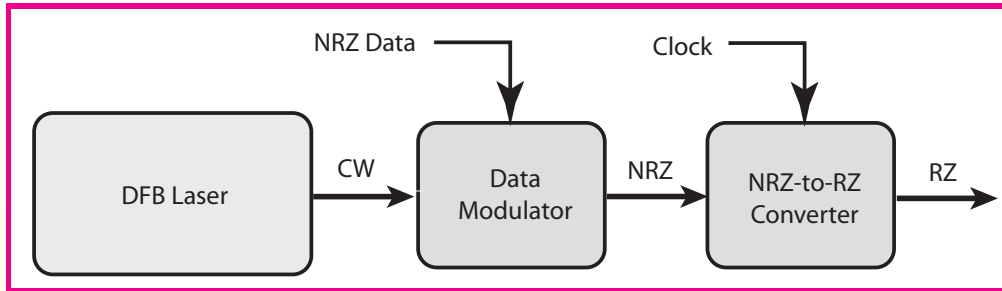 NRZ Data
Clock
DFB Laser
CW
Data
Modulator
NRZ
NRZ-to-RZ
Converter
RZ